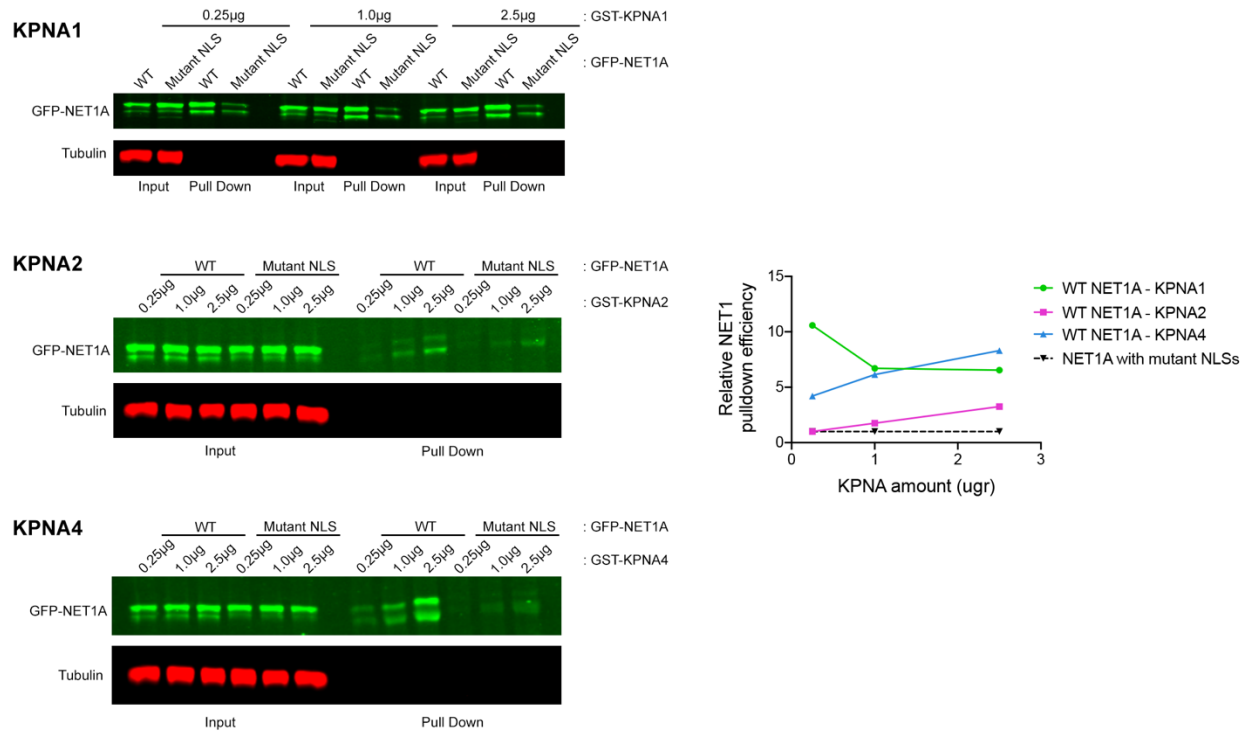 KPNA1
0.25µg 1.0µg 2.5µg : GST-KPNA1
WT Mutant NLS WT Mutant NLS WT Mutant NLS WT Mutant NLS WT Mutant NLS WT Mutant NLS : GFP-NET1A
GFP-NET1A
Tubulin
Input Pull Down Input Pull Down Input Pull Down
KPNA2
WT Mutant NLS WT Mutant NLS : GFP-NET1A
0.25µg 1.0µg 2.5µg 0.25µg 1.0µg 2.5µg 0.25µg 1.0µg 2.5µg 0.25µg 1.0µg 2.5µg : GST-KPNA2
GFP-NET1A
Tubulin
Input Pull Down
KPNA4
WT Mutant NLS WT Mutant NLS : GFP-NET1A
0.25µg 1.0µg 2.5µg 0.25µg 1.0µg 2.5µg 0.25µg 1.0µg 2.5µg 0.25µg 1.0µg 2.5µg : GST-KPNA4
GFP-NET1A
Tubulin
Input Pull Down
Relative NET1
pulldown efficiency
15
10
5
0
0 1 2 3
KPNA amount (ugr)
WT NET1A - KPNA1
WT NET1A - KPNA2
WT NET1A - KPNA4
NET1A with mutant NLSs